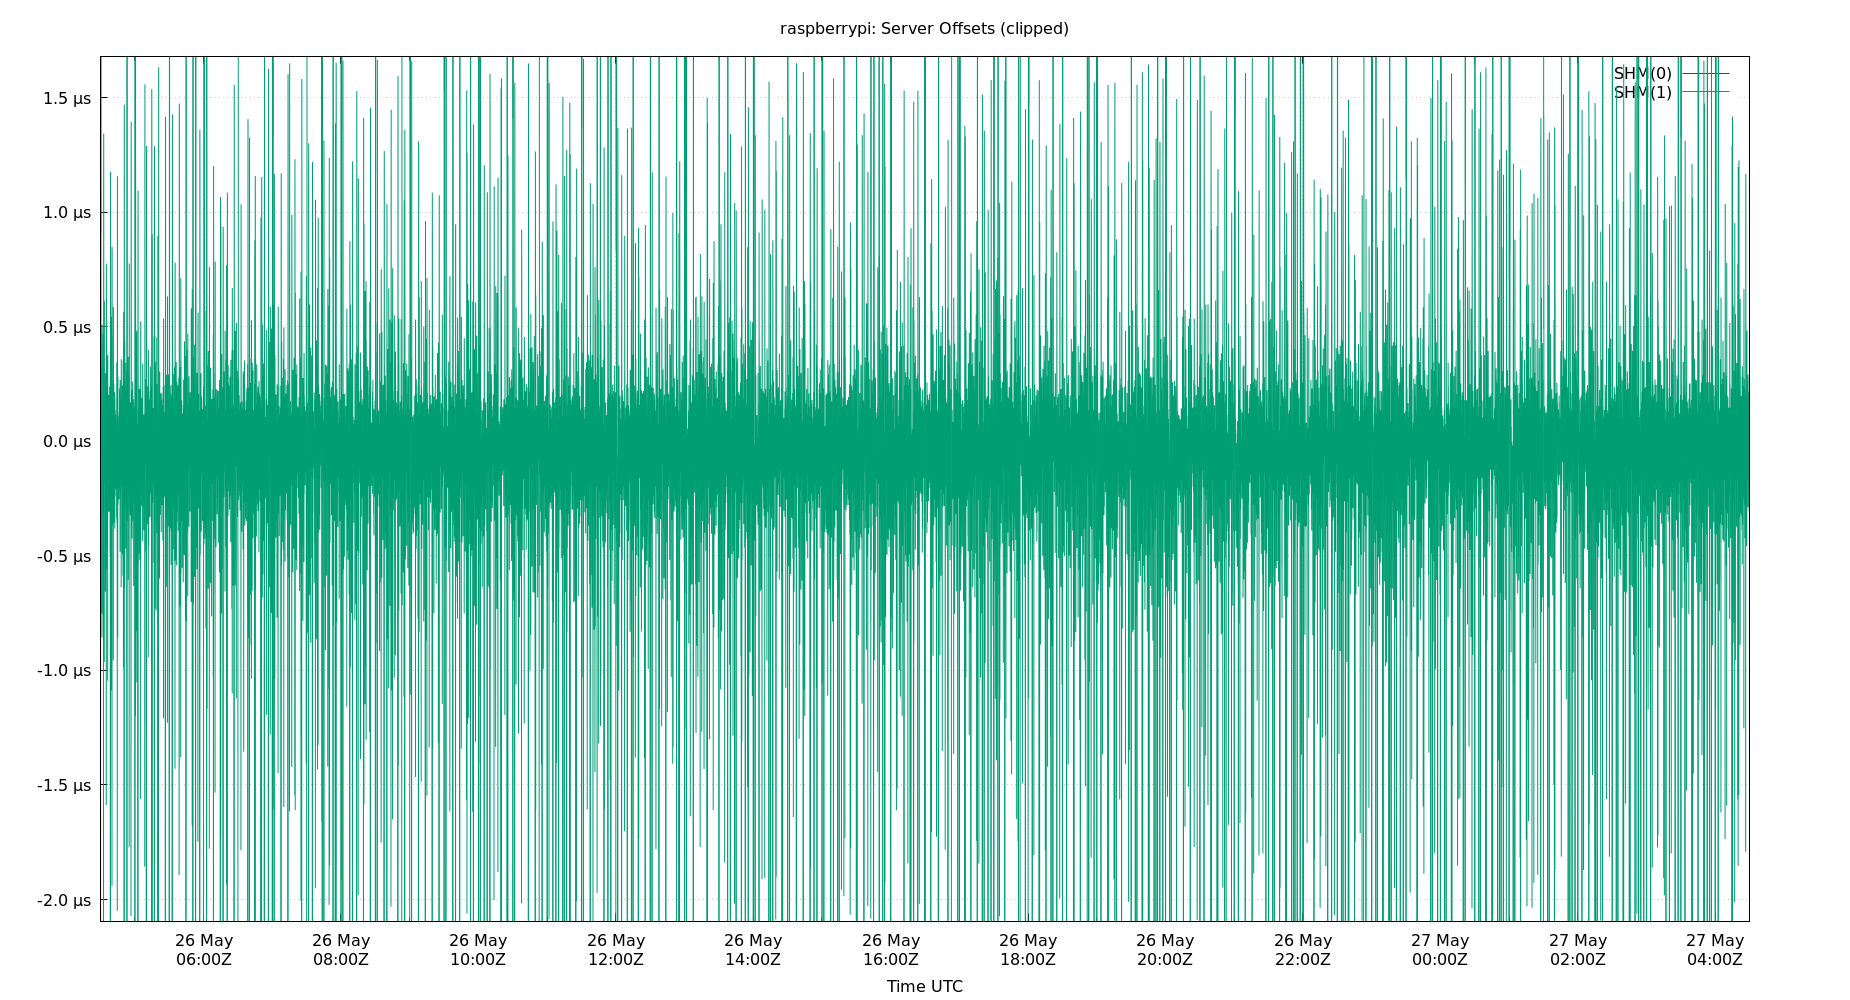 raspberrypi: Server Offsets (clipped)
SHM(0)
SHM(1)
1.5 µs
1.0 µs
0.5 µs
0.0 µs
-0.5 µs
-1.0 µs
-1.5 µs
-2.0 µs
26 May 26 May 26 May 26 May 26 May 26 May 26 May 26 May 26 May 27 May 27 May 27 May
06:00Z 08:00Z 10:00Z 12:00Z 14:00Z 16:00Z 18:00Z 20:00Z 22:00Z 00:00Z 02:00Z 04:00Z
Time UTC